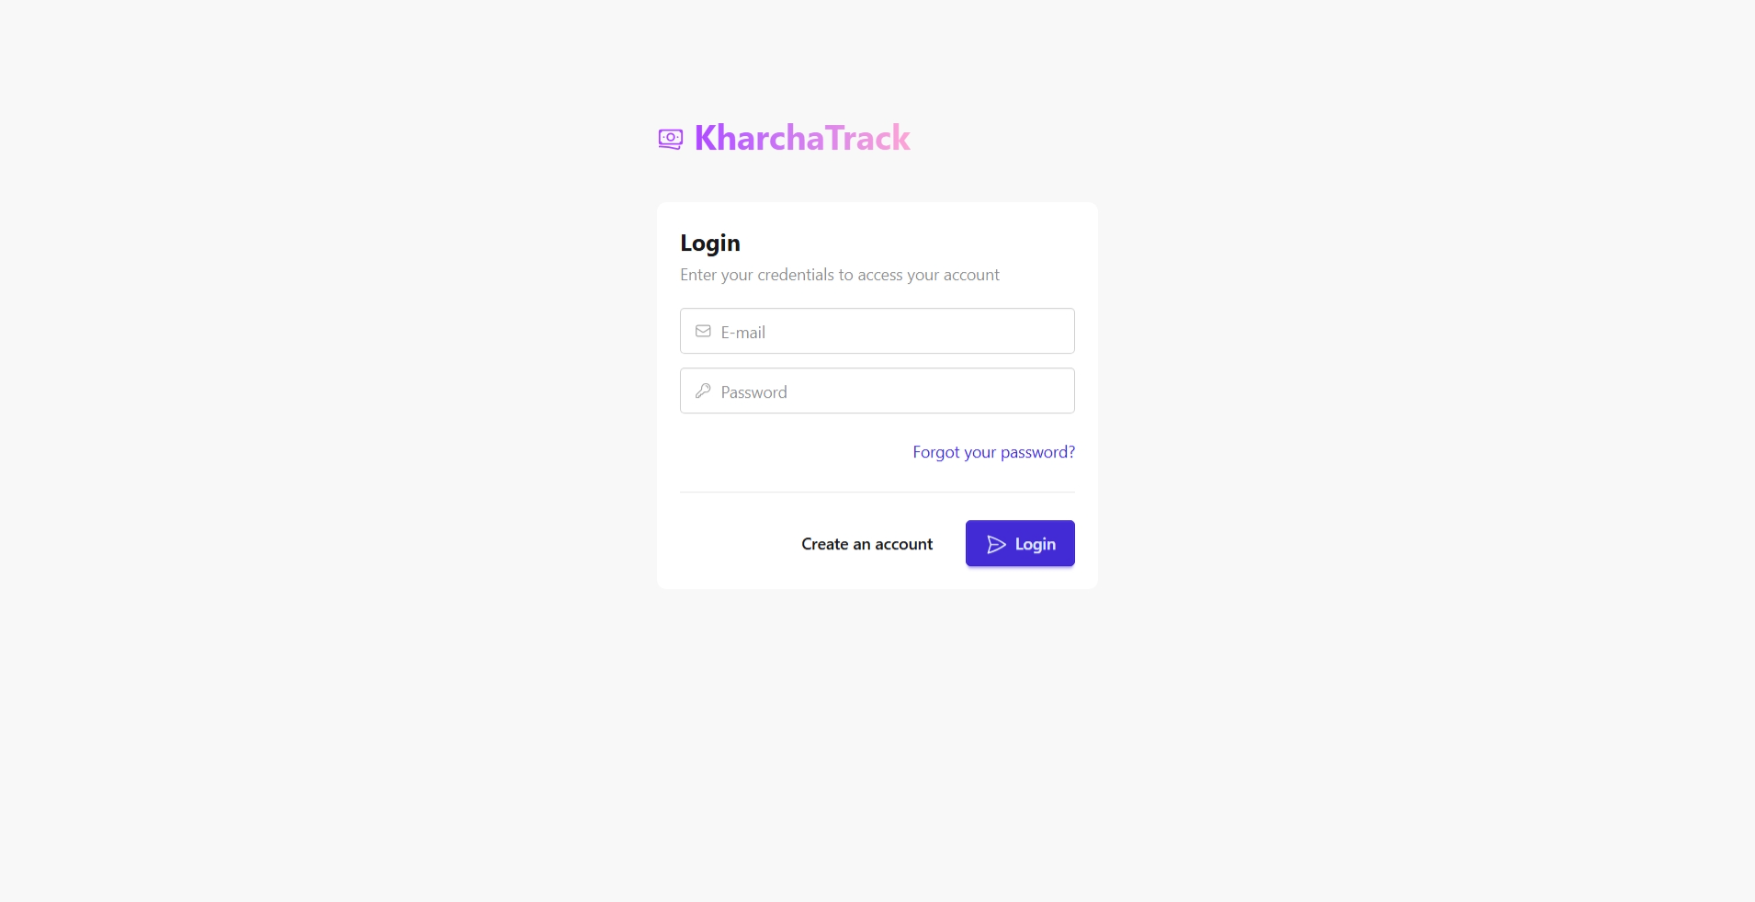 KharchaTrack
Login
Enter your credentials to access your account
E-mail
Password
Forgot your password?
Create an account
Login